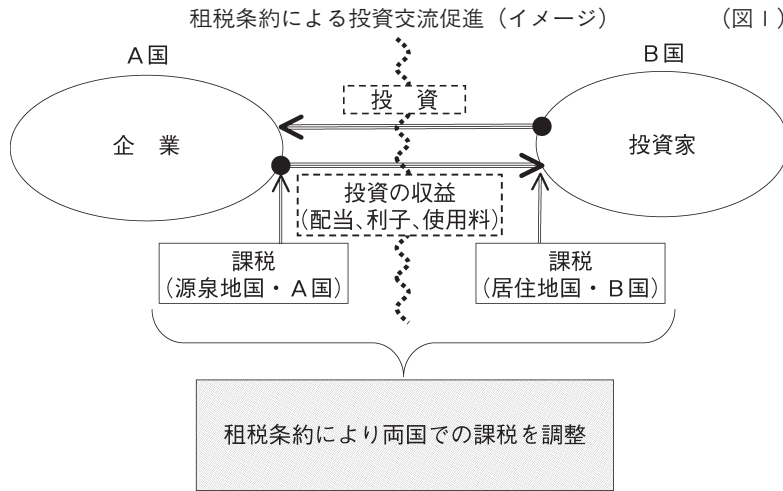 租税条約による投資交流促進（イメージ）
（図Ⅰ）
A国
B国
投　資
企　業
投資家
投資の収益
（配当、利子、使用料）
課税
（源泉地国・A国）
課税
（居住地国・B国）
租税条約により両国での課税を調整